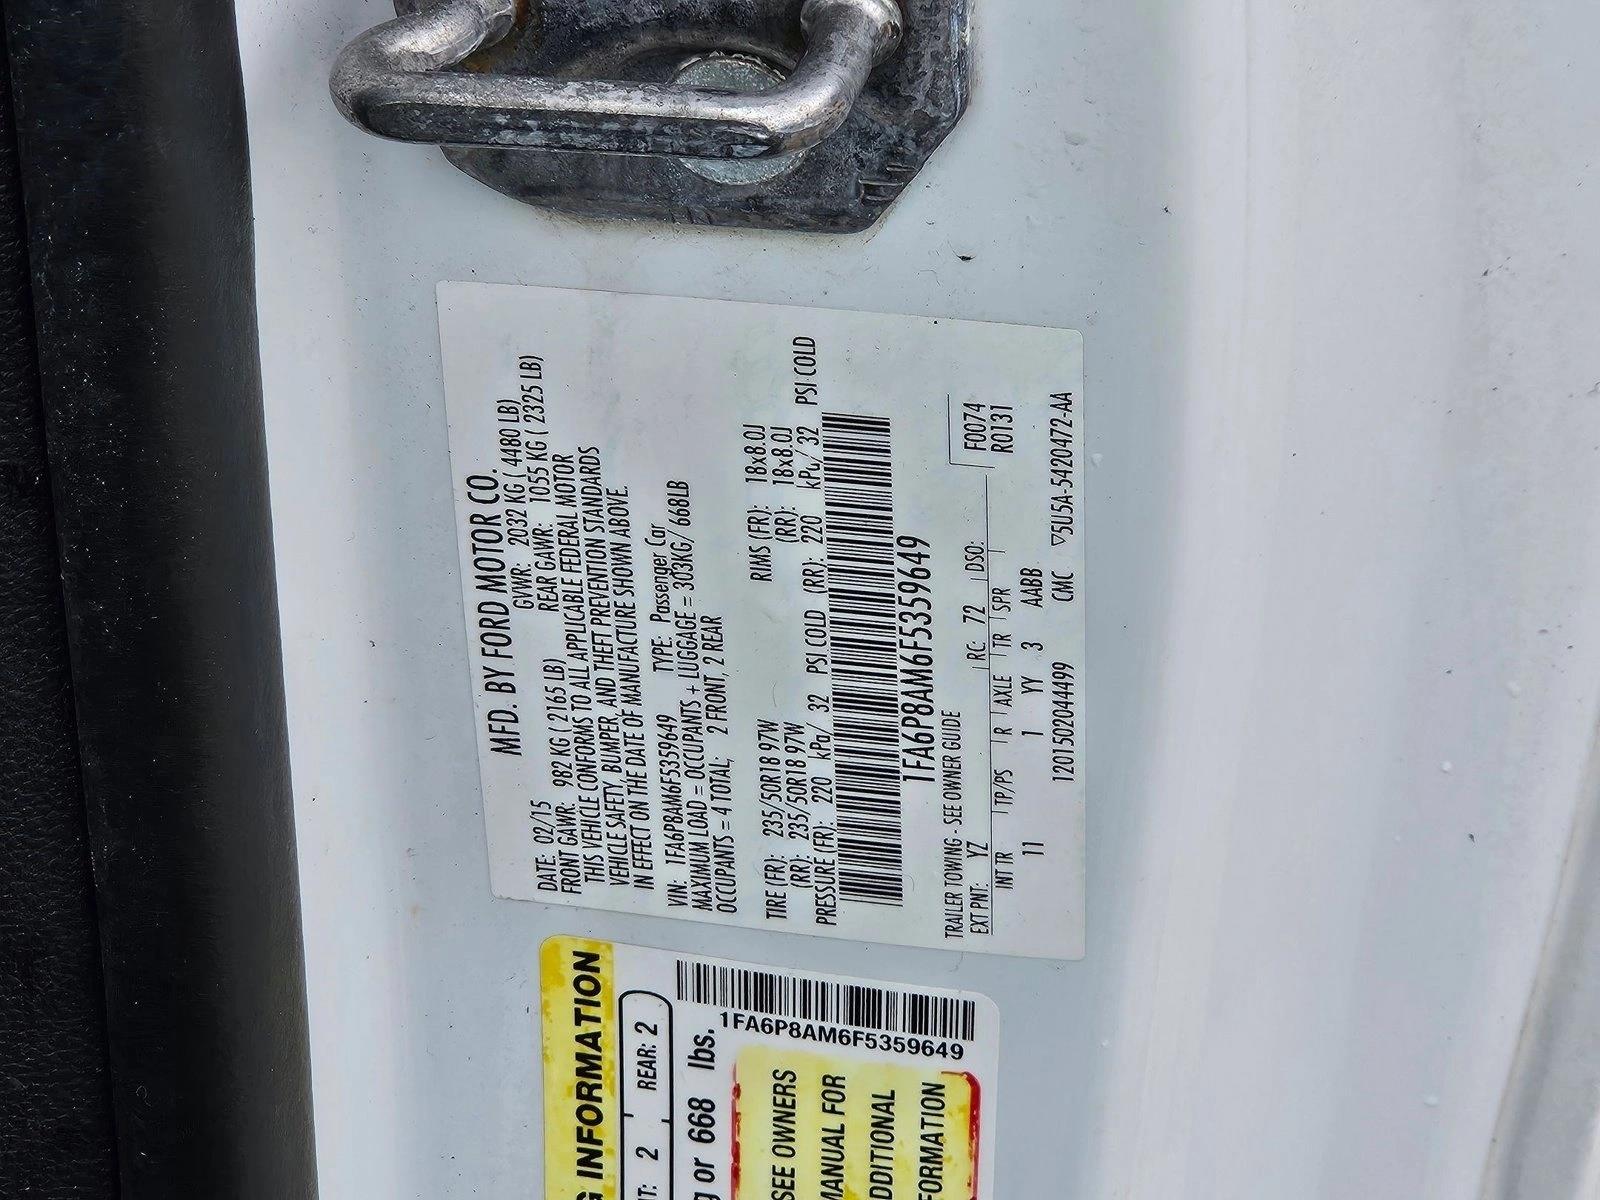 MFD. BY FORD MOTOR CO.
DATE: 02/15 GVWR: 2032 KG ( 4480 LB)
FRONT GAWR: 982 KG ( 2165 LB) REAR GAWR: 1055 KG ( 2325 LB)
THIS VEHICLE CONFORMS TO ALL APPLICABLE FEDERAL MOTOR
VEHICLE SAFETY, BUMPER, AND THEFT PREVENTION STANDARDS
IN EFFECT ON THE DATE OF MANUFACTURE SHOWN ABOVE.
VIN: 1FA6P8AM6F5359649 TYPE: Passenger Car
MAXIMUM LOAD = OCCUPANTS + LUGGAGE = 303KG/ 668LB
OCCUPANTS = 4 TOTAL, 2 FRONT, 2 REAR
TIRE (FR): 235/50R18 97W RIMS (FR): 18x8.0J
(RR): 235/50R18 97W (RR): 18x8.0J
PRESSURE (FR): 220 kPa/ 32 PSI COLD (RR): 220 kPa/ 32 PSI COLD
1FA6P8AM6F5359649
TRAILER TOWING - SEE OWNER GUIDE
F0074
EXT PNT: YZ RC: 72 DSO: R0131
INT TR TP/PS R AXLE TR SPR
11 1 YY 3 AABB
120150204499 CMC ▽5U5A-5420472-AA
G INFORMATION
T: 2 REAR: 2
g or 668 lbs.
1FA6P8AM6F5359649
SEE OWNERS
MANUAL FOR
DDITIONAL
FORMATION